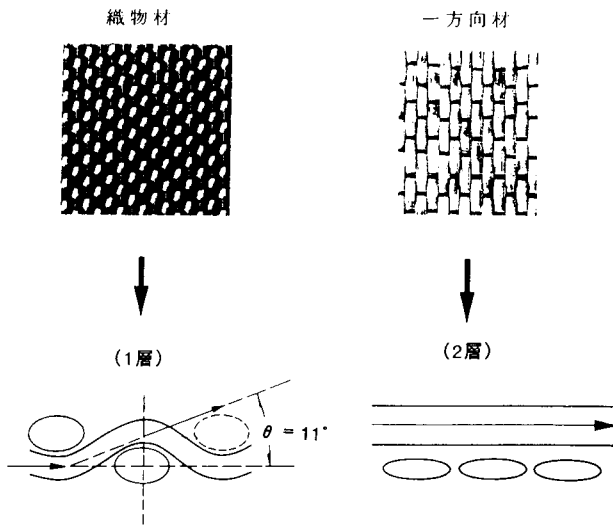 織物材
一方向材
(1層)
(2層)
θ = 11°